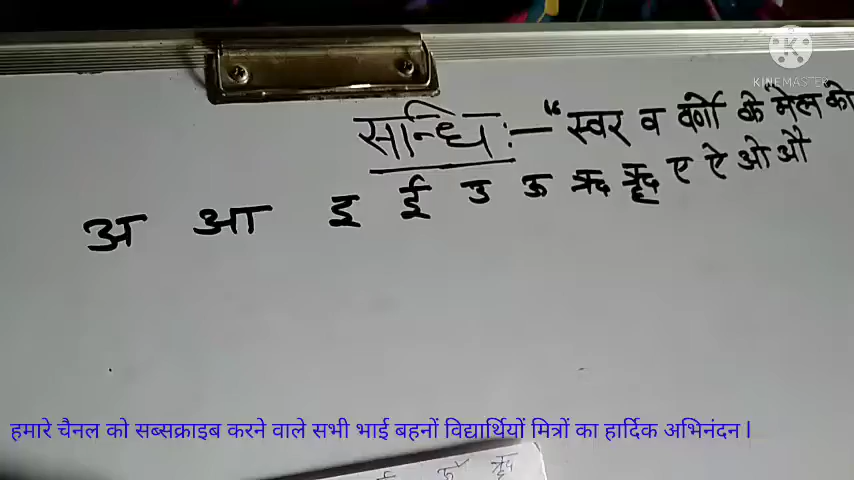 KINEMASTER
सन्धि :— "स्वर व वर्गो के मेल को
अ आ इ ई उ ऊ ऋ ॠ ए ऐ ओ औ
हमारे चैनल को सब्सक्राइब करने वाले सभी भाई बहनों विद्यार्थियों मित्रों का हार्दिक अभिनंदन l